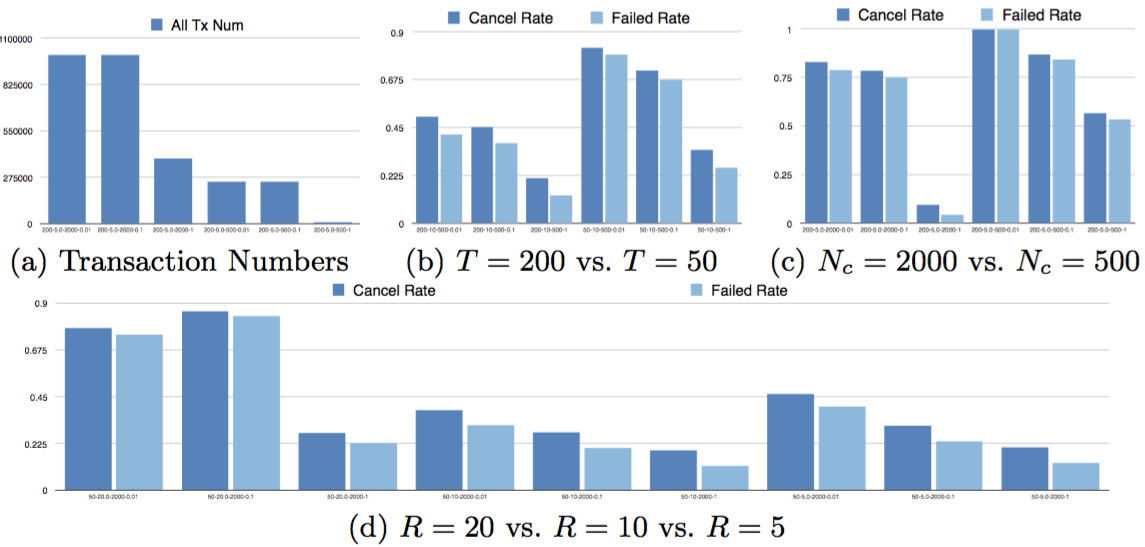 All Tx Num
1100000
825000
550000
275000
0
200-5.0-2000-0.01 200-5.0-2000-0.1 200-5.0-2000-1 200-5.0-500-0.01 200-5.0-500-0.1 200-5.0-500-1
(a) Transaction Numbers
Cancel Rate Failed Rate
0.9
0.675
0.45
0.225
0
200-10-500-0.01 200-10-500-0.1 200-10-500-1 50-10-500-0.01 50-10-500-0.1 50-10-500-1
(b) T = 200 vs. T = 50
Cancel Rate Failed Rate
1
0.75
0.5
0.25
0
200-5.0-2000-0.01 200-5.0-2000-0.1 200-5.0-2000-1 200-5.0-500-0.01 200-5.0-500-0.1 200-5.0-500-1
(c) Nc = 2000 vs. Nc = 500
Cancel Rate Failed Rate
0.9
0.675
0.45
0.225
0
50-20.0-2000-0.01 50-20.0-2000-0.1 50-20.0-2000-1 50-10-2000-0.01 50-10-2000-0.1 50-10-2000-1 50-5.0-2000-0.01 50-5.0-2000-0.1 50-5.0-2000-1
(d) R = 20 vs. R = 10 vs. R = 5